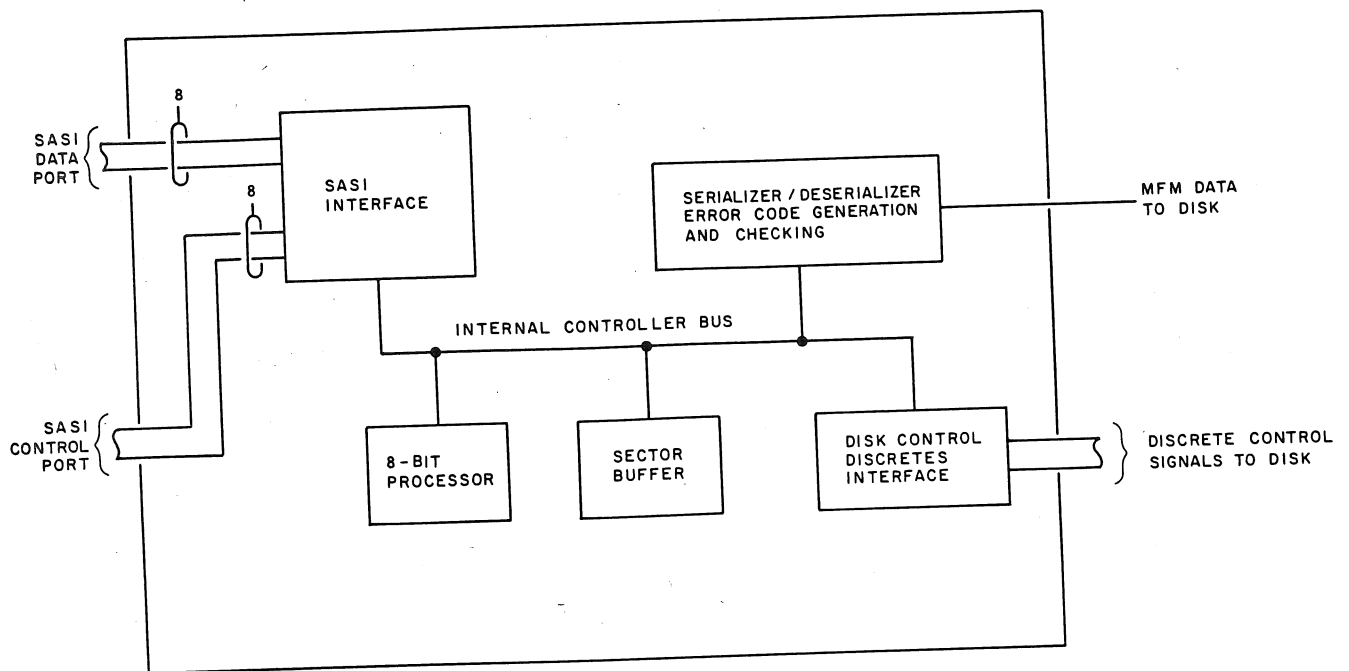 8
SASI
DATA
PORT
SASI
INTERFACE
8
SERIALIZER / DESERIALIZER
ERROR CODE GENERATION
AND CHECKING
MFM DATA
TO DISK
INTERNAL CONTROLLER BUS
SASI
CONTROL
PORT
8-BIT
PROCESSOR
SECTOR
BUFFER
DISK CONTROL
DISCRETES
INTERFACE
DISCRETE CONTROL
SIGNALS TO DISK